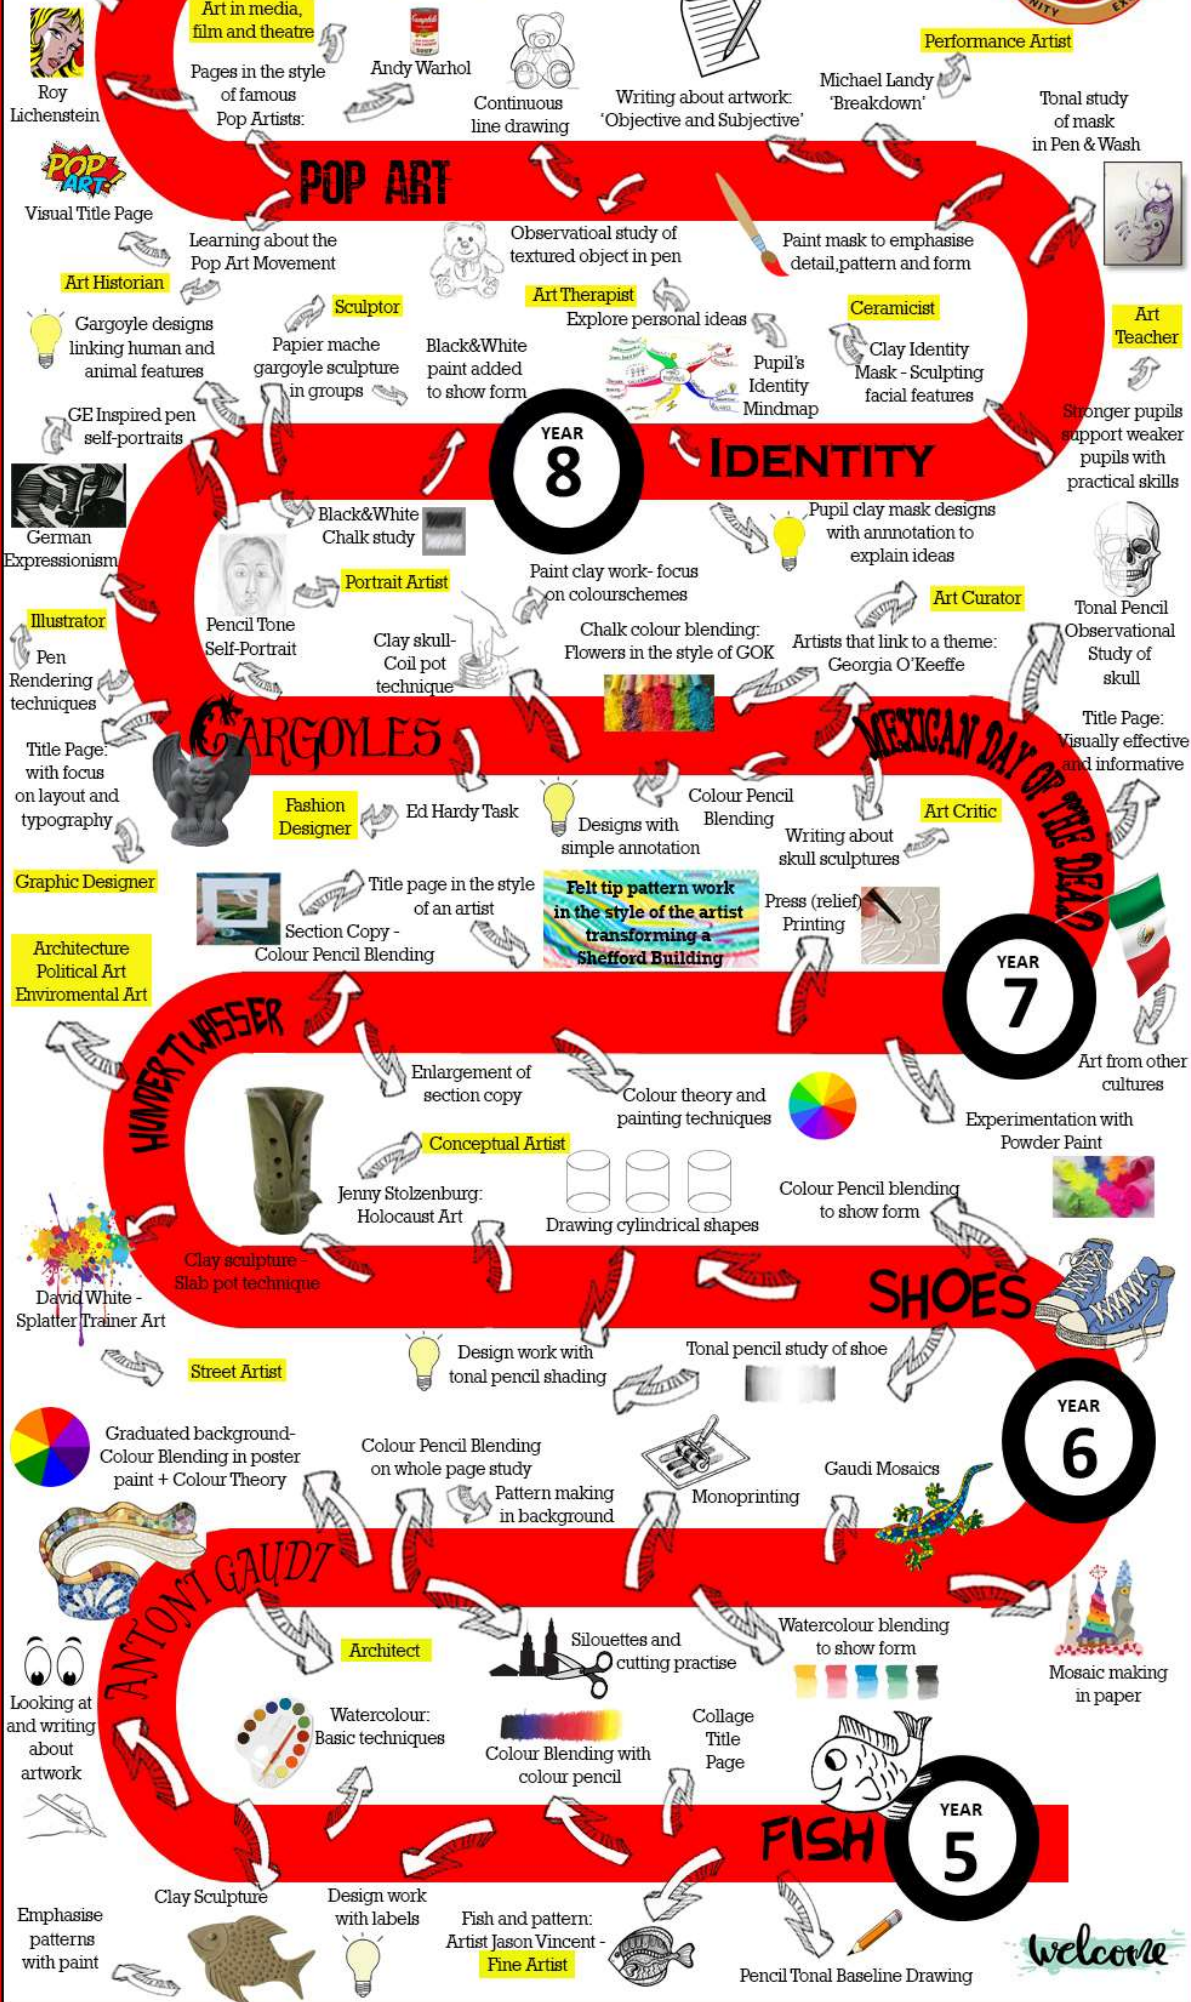 Art in media,
film and theatre
NITY
EX
Performance Artist
Roy
Lichenstein
Pages in the style
of famous
Pop Artists:
Campbell's
SOUP
Andy Warhol
Continuous
line drawing
Writing about artwork:
'Objective and Subjective'
Michael Landy
'Breakdown'
Tonal study
of mask
in Pen & Wash
POP ART
POP
ART!
Visual Title Page
Learning about the
Pop Art Movement
Observatioal study of
textured object in pen
Paint mask to emphasise
detail,pattern and form
Art Historian
Sculptor
Art Therapist
Explore personal ideas
Ceramicist
Art
Teacher
Gargoyle designs
linking human and
animal features
Papier mache
gargoyle sculpture
in groups
Black&White
paint added
to show form
Pupil's
Identity
Mindmap
Clay Identity
Mask - Sculpting
facial features
GE Inspired pen
self-portraits
Stronger pupils
support weaker
pupils with
practical skills
YEAR
8
IDENTITY
German
Expressionism
Black&White
Chalk study
Pupil clay mask designs
with annnotation to
explain ideas
Portrait Artist
Paint clay work- focus
on colourschemes
Art Curator
Illustrator
Pencil Tone
Self-Portrait
Clay skull-
Coil pot
technique
Chalk colour blending:
Flowers in the style of GOK
Artists that link to a theme:
Georgia O'Keeffe
Tonal Pencil
Observational
Study of
skull
Pen
Rendering
techniques
GARGOYLES
MEXICAN DAY OF THE DEAD
Title Page:
Visually effective
and informative
Title Page:
with focus
on layout and
typography
Fashion
Designer
Ed Hardy Task
Designs with
simple annotation
Colour Pencil
Blending
Writing about
skull sculptures
Art Critic
Graphic Designer
Title page in the style
of an artist
Section Copy -
Colour Pencil Blending
Felt tip pattern work
in the style of the artist
transforming a
Shefford Building
Press (relief)
Printing
Architecture
Political Art
Enviromental Art
YEAR
7
HUNDERTWASSER
Art from other
cultures
Enlargement of
section copy
Colour theory and
painting techniques
Experimentation with
Powder Paint
Conceptual Artist
Jenny Stolzenburg:
Holocaust Art
Drawing cylindrical shapes
Colour Pencil blending
to show form
Clay sculpture -
Slab pot technique
SHOES
David White -
Splatter Trainer Art
Street Artist
Design work with
tonal pencil shading
Tonal pencil study of shoe
YEAR
6
Graduated background-
Colour Blending in poster
paint + Colour Theory
Colour Pencil Blending
on whole page study
Pattern making
in background
Monoprinting
Gaudi Mosaics
ANTONI GAUDI
Architect
Silouettes and
cutting practise
Watercolour blending
to show form
Mosaic making
in paper
Looking at
and writing
about
artwork
Watercolour:
Basic techniques
Colour Blending with
colour pencil
Collage
Title
Page
FISH
YEAR
5
Clay Sculpture
Design work
with labels
Emphasise
patterns
with paint
Fish and pattern:
Artist Jason Vincent -
Fine Artist
Pencil Tonal Baseline Drawing
welcome